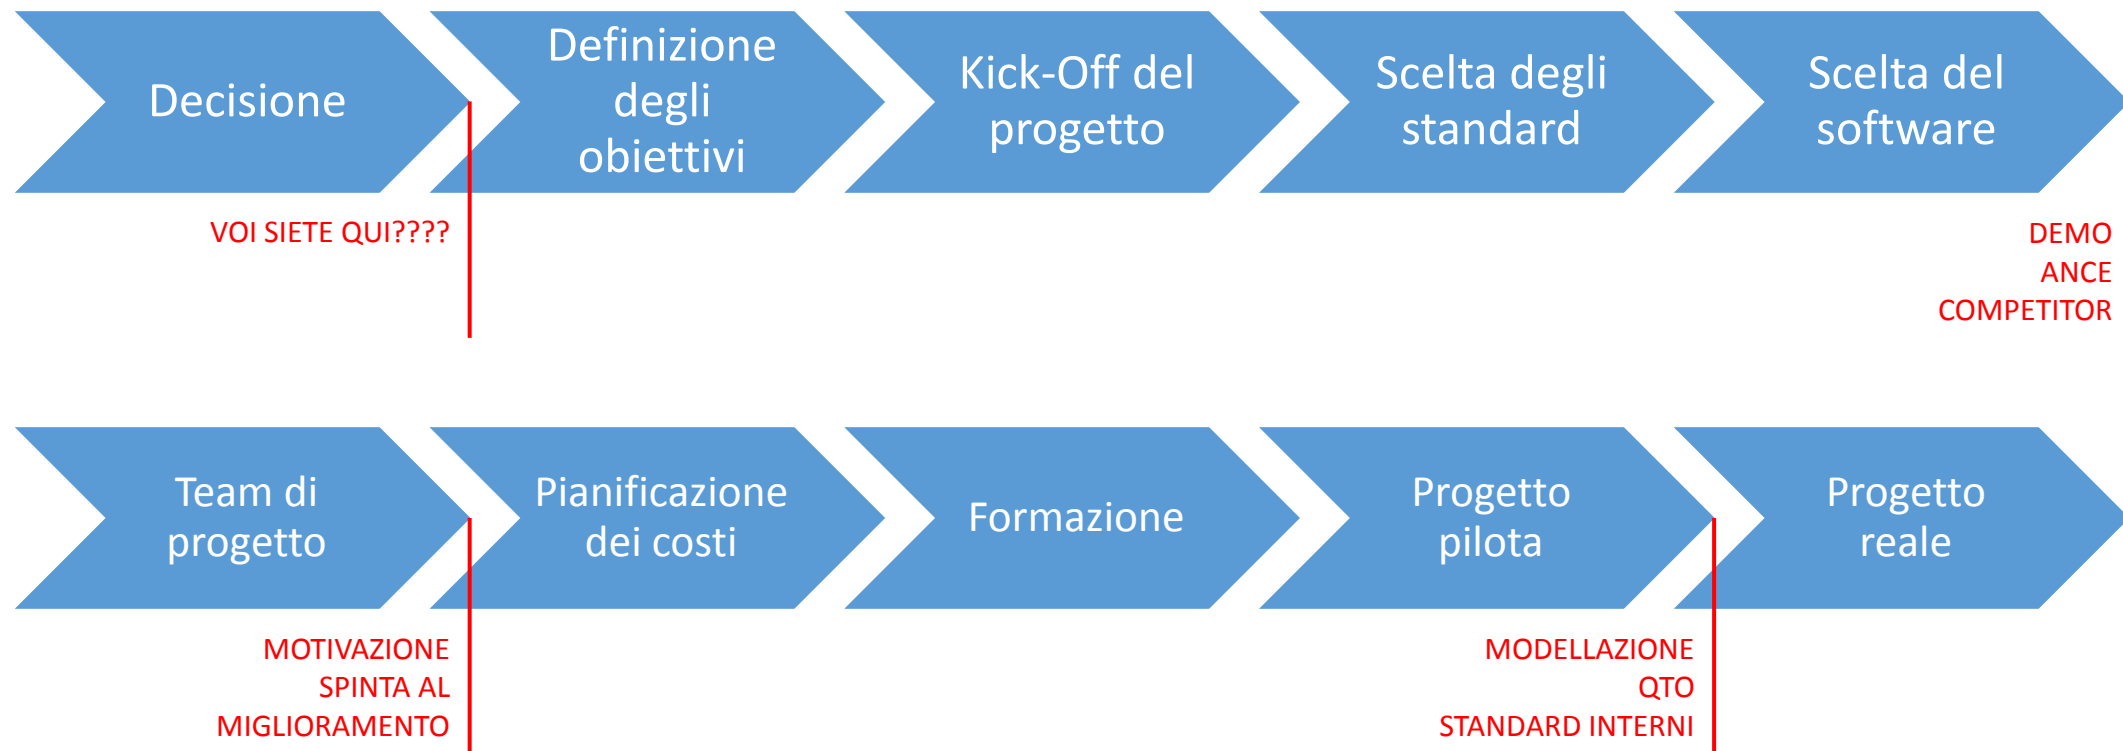 Decisione
Definizione
degli
obiettivi
Kick-Off del
progetto
Scelta degli
standard
Scelta del
software
VOI SIETE QUI????
DEMO
ANCE
COMPETITOR
Team di
progetto
Pianificazione
dei costi
Formazione
Progetto
pilota
Progetto
reale
MOTIVAZIONE
SPINTA AL
MIGLIORAMENTO
MODELLAZIONE
QTO
STANDARD INTERNI